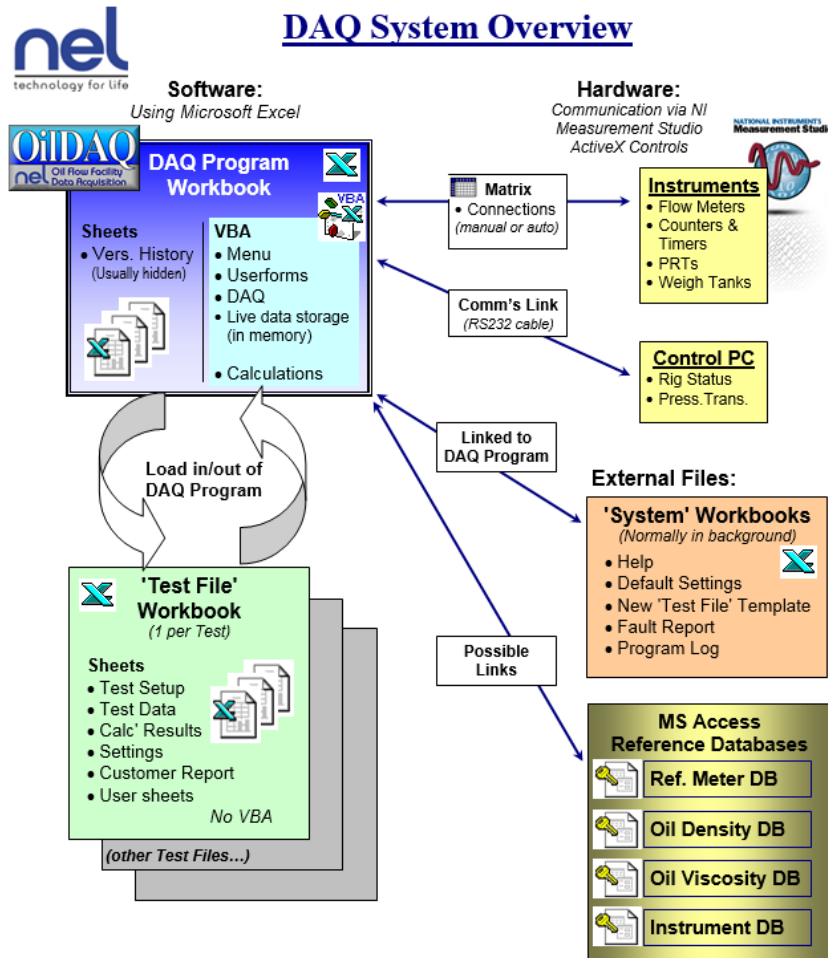 DAQ System Overview
nel
technology for life
Software:
Using Microsoft Excel
Hardware:
Communication via NI
Measurement Studio
ActiveX Controls
NATIONAL INSTRUMENTS
Measurement Studio
OilDAQ
nel Oil Flow Facility
Data Acquisition
DAQ Program
Workbook
VBA
Sheets
• Vers. History
(Usually hidden)
VBA
• Menu
• Userforms
• DAQ
• Live data storage
(in memory)
• Calculations
Matrix
• Connections
(manual or auto)
Instruments
• Flow Meters
• Counters &
Timers
• PRTs
• Weigh Tanks
Comm's Link
(RS232 cable)
Control PC
• Rig Status
• Press.Trans.
Load in/out of
DAQ Program
Linked to
DAQ Program
External Files:
'System' Workbooks
(Normally in background)
• Help
• Default Settings
• New 'Test File' Template
• Fault Report
• Program Log
'Test File'
Workbook
(1 per Test)
Sheets
• Test Setup
• Test Data
• Calc' Results
• Settings
• Customer Report
• User sheets
No VBA
(other Test Files…)
Possible
Links
MS Access
Reference Databases
Ref. Meter DB
Oil Density DB
Oil Viscosity DB
Instrument DB